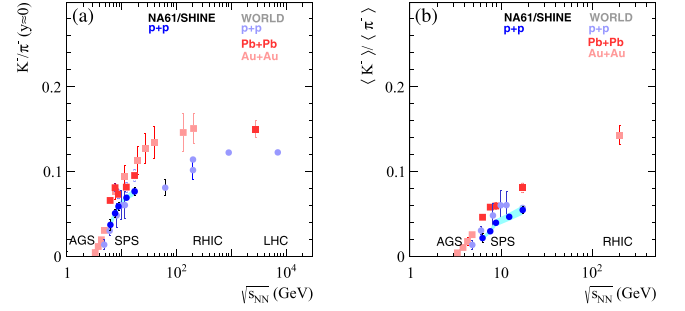 (a)
NA61/SHINE WORLD
p+p p+p
Pb+Pb
Au+Au
K⁻/π⁻ (y≈0)
0.2
0.1
0
AGS SPS RHIC LHC
1 10 10² 10³ 10⁴
√s_NN (GeV)
(b)
NA61/SHINE WORLD
p+p p+p
Pb+Pb
Au+Au
⟨K⁻⟩/⟨π⁻⟩
0.2
0.1
0
AGS SPS RHIC
1 10 10²
√s_NN (GeV)